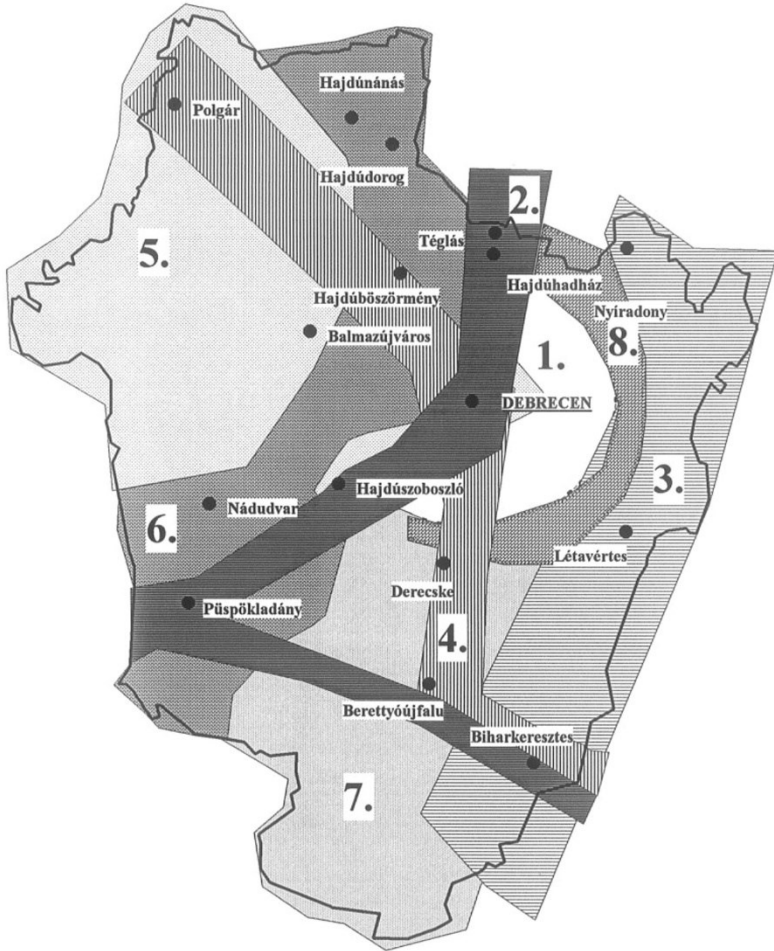 Hajdúnánás
Polgár
Hajdúdorog
2.
Téglás
5.
Hajdúhadház
Hajdúböszörmény
Nyíradony
Balmazújváros
1.
8.
DEBRECEN
Hajdúszoboszló
3.
Nádudvar
6.
Létavértes
Derecske
Püspökladány
4.
Berettyóújfalu
Biharkeresztes
7.